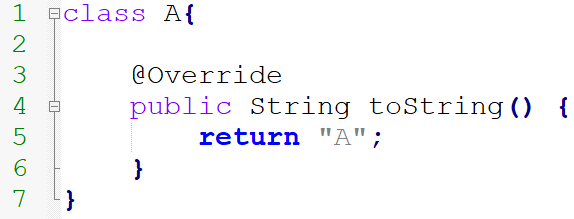 1 class A{
2
3     @Override
4     public String toString() {
5         return "A";
6     }
7 }